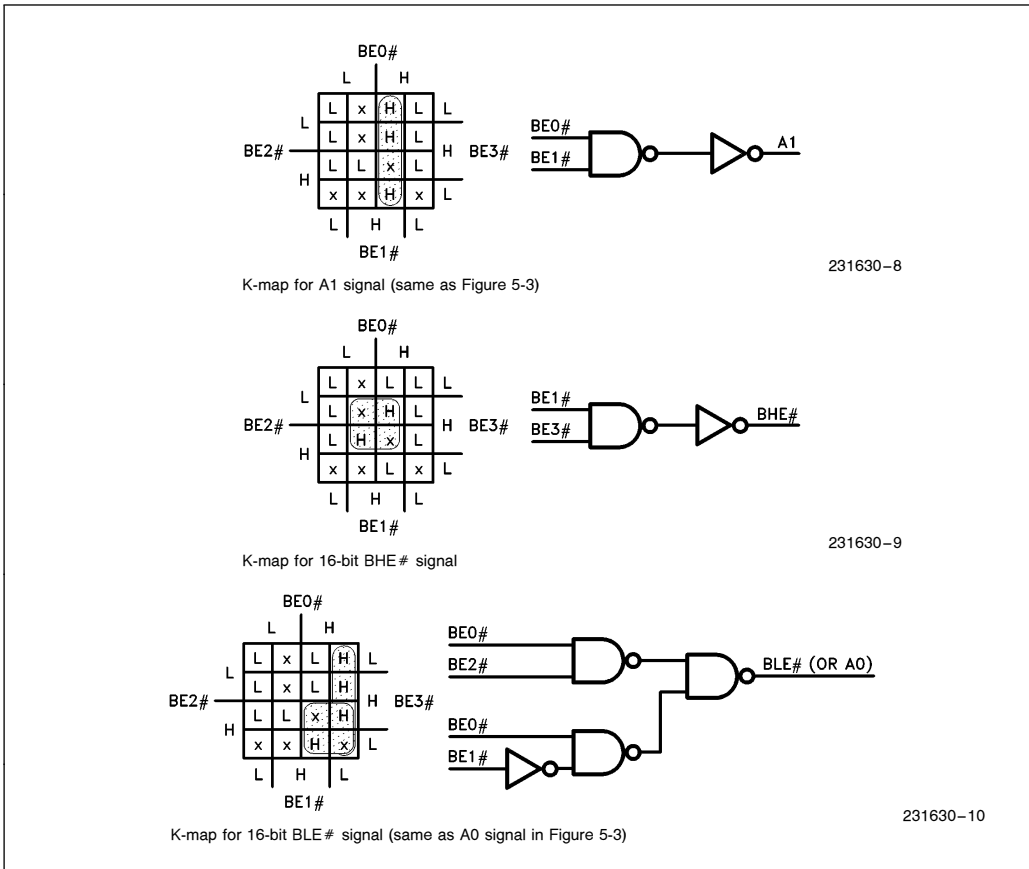 BE0#
L H
L x H L L
L
L x H L
BE2# H BE3#
L L x L
H
x x H x L
L H L
BE1#
BE0#
BE1#
A1
231630-8
K-map for A1 signal (same as Figure 5-3)
BE0#
L H
L x L L L
L
L x H L
BE2# H BE3#
L H x L
H
x x L x L
L H L
BE1#
BE1#
BE3#
BHE#
231630-9
K-map for 16-bit BHE# signal
BE0#
L H
L x L H L
L
L x L H
BE2# H BE3#
L L x H
H
x x H x L
L H L
BE1#
BE0#
BE2#
BE0#
BE1#
BLE# (OR A0)
231630-10
K-map for 16-bit BLE# signal (same as A0 signal in Figure 5-3)